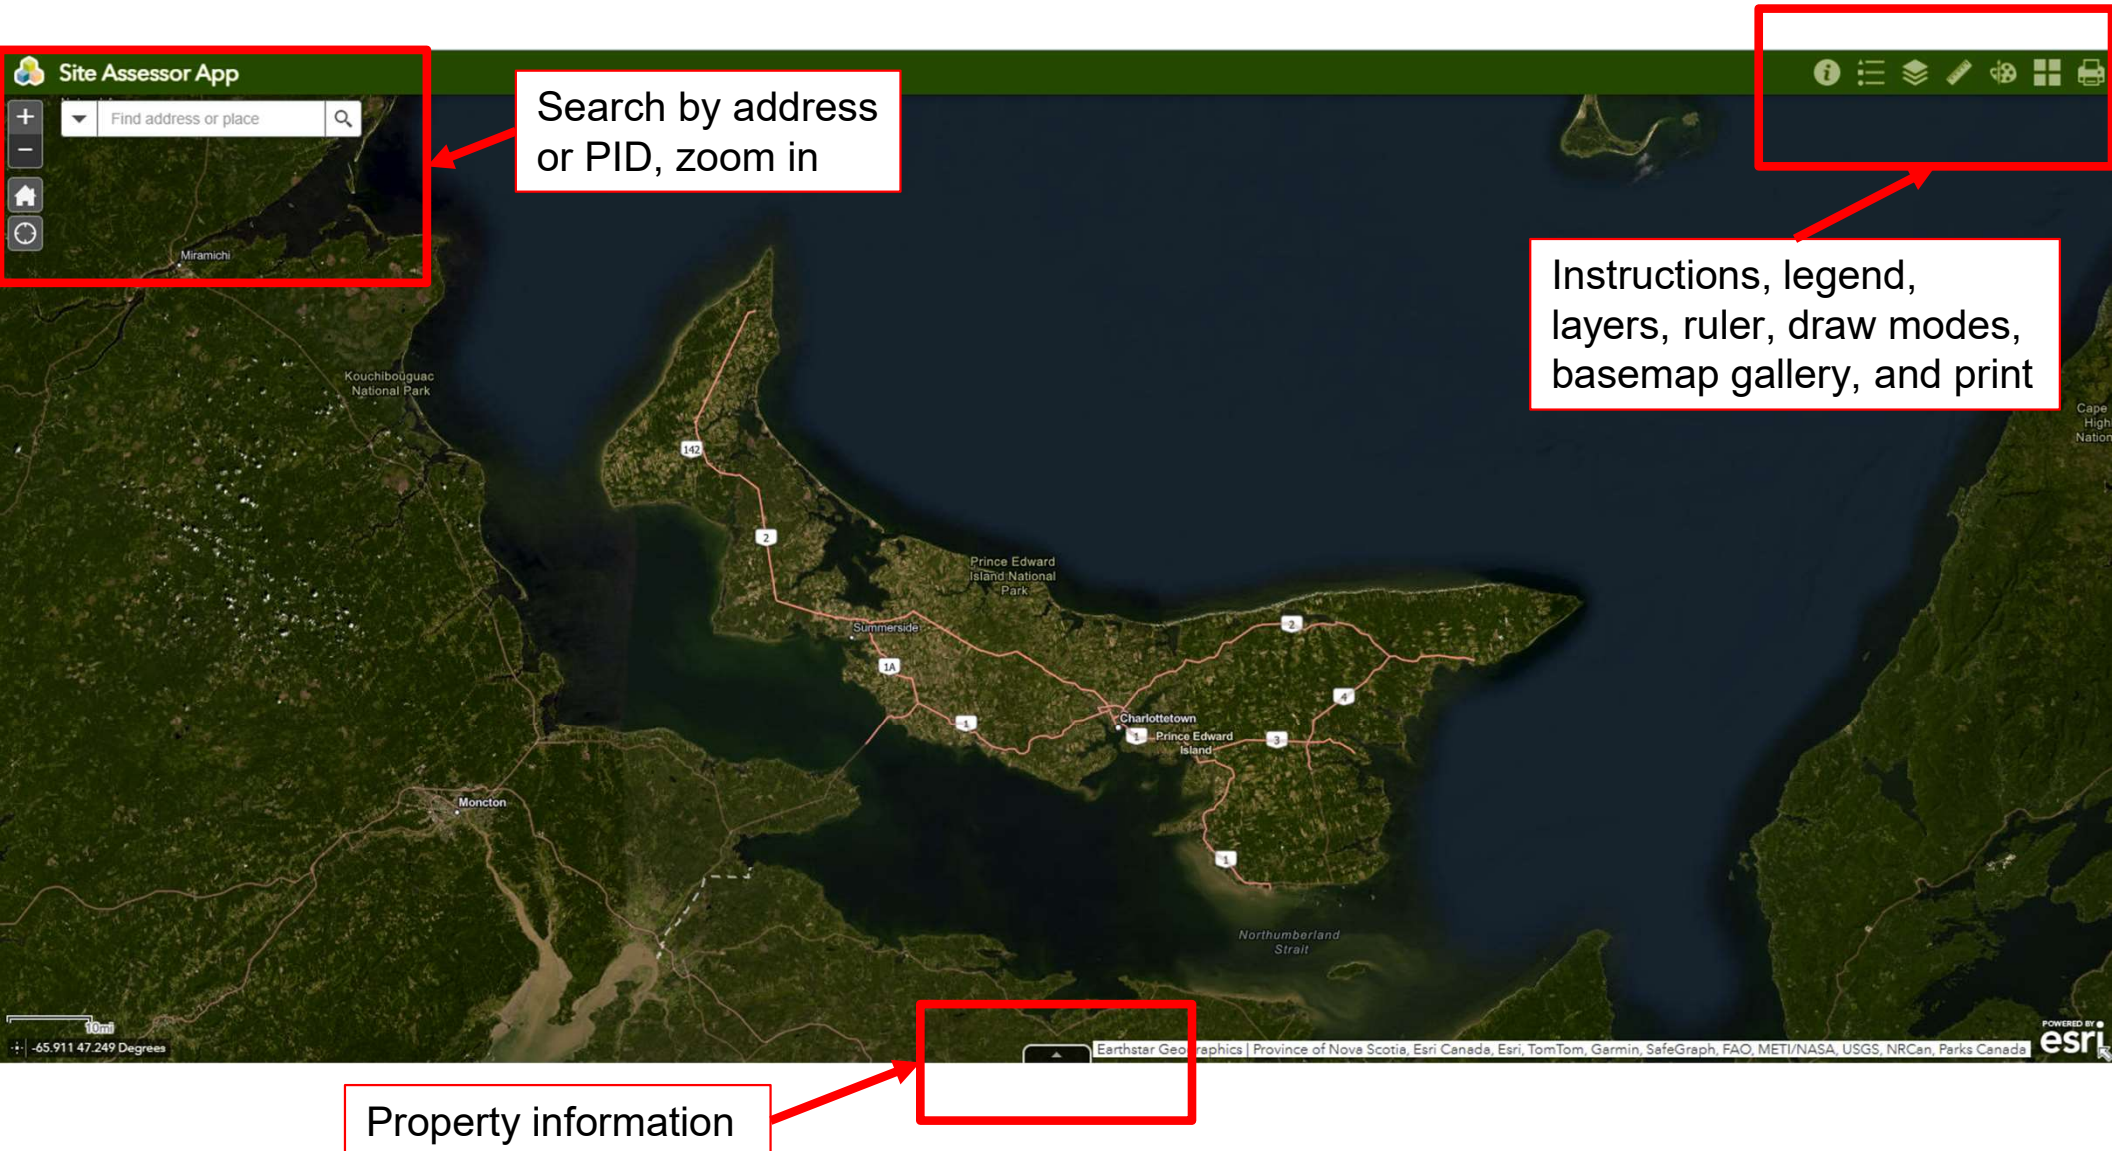 Site Assessor App
Find address or place
Search by address
or PID, zoom in
Instructions, legend,
layers, ruler, draw modes,
basemap gallery, and print
Miramichi
Kouchibouguac
National Park
Cape
High
Nation
142
2
Prince Edward
Island National
Park
2
Summerside
1A
4
1
Charlottetown
1
Prince Edward
Island
3
Moncton
1
Northumberland
Strait
10mi
-65.911 47.249 Degrees
Earthstar Geographics | Province of Nova Scotia, Esri Canada, Esri, TomTom, Garmin, SafeGraph, FAO, METI/NASA, USGS, NRCan, Parks Canada
POWERED BY
esri
Property information